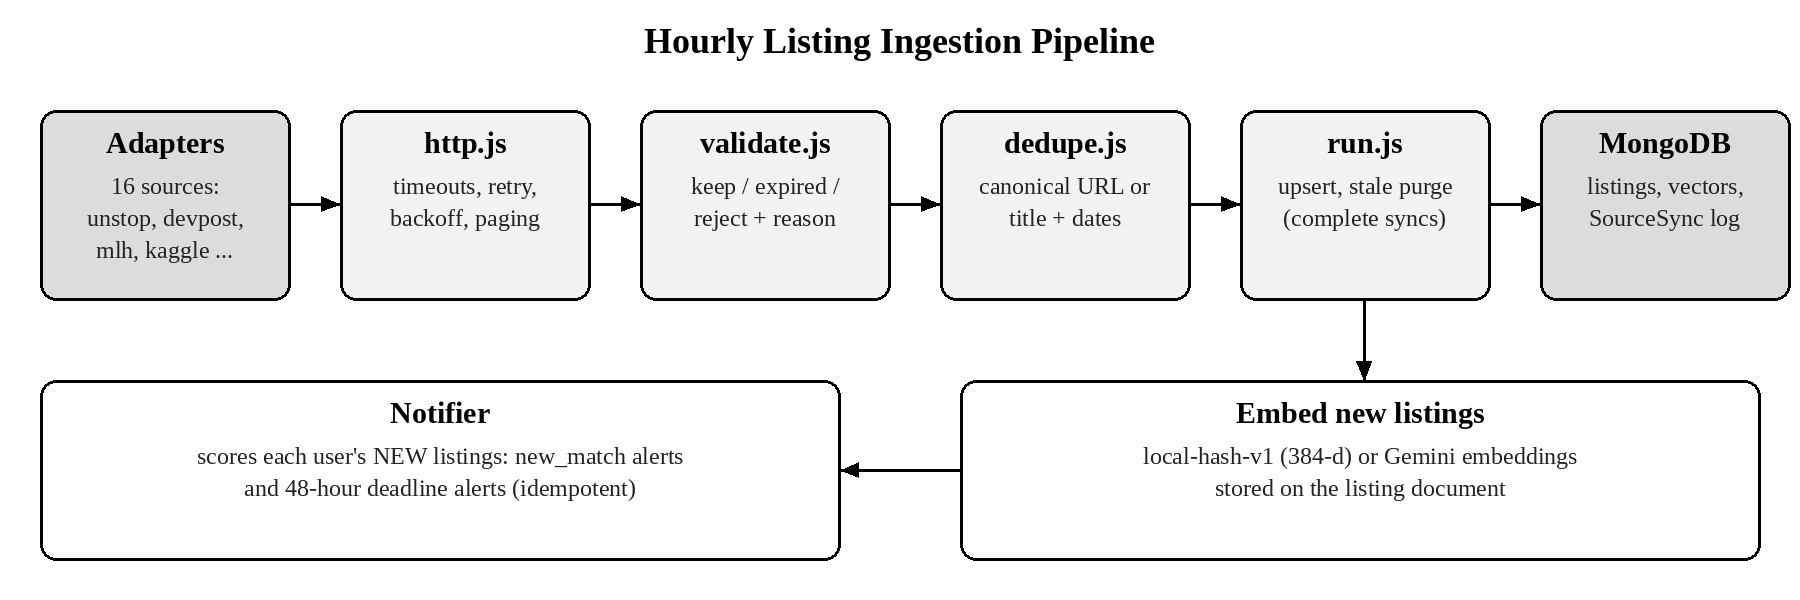 Hourly Listing Ingestion Pipeline
Adapters
16 sources:
unstop, devpost,
mlh, kaggle ...
http.js
timeouts, retry,
backoff, paging
validate.js
keep / expired /
reject + reason
dedupe.js
canonical URL or
title + dates
run.js
upsert, stale purge
(complete syncs)
MongoDB
listings, vectors,
SourceSync log
Notifier
scores each user's NEW listings: new_match alerts
and 48-hour deadline alerts (idempotent)
Embed new listings
local-hash-v1 (384-d) or Gemini embeddings
stored on the listing document